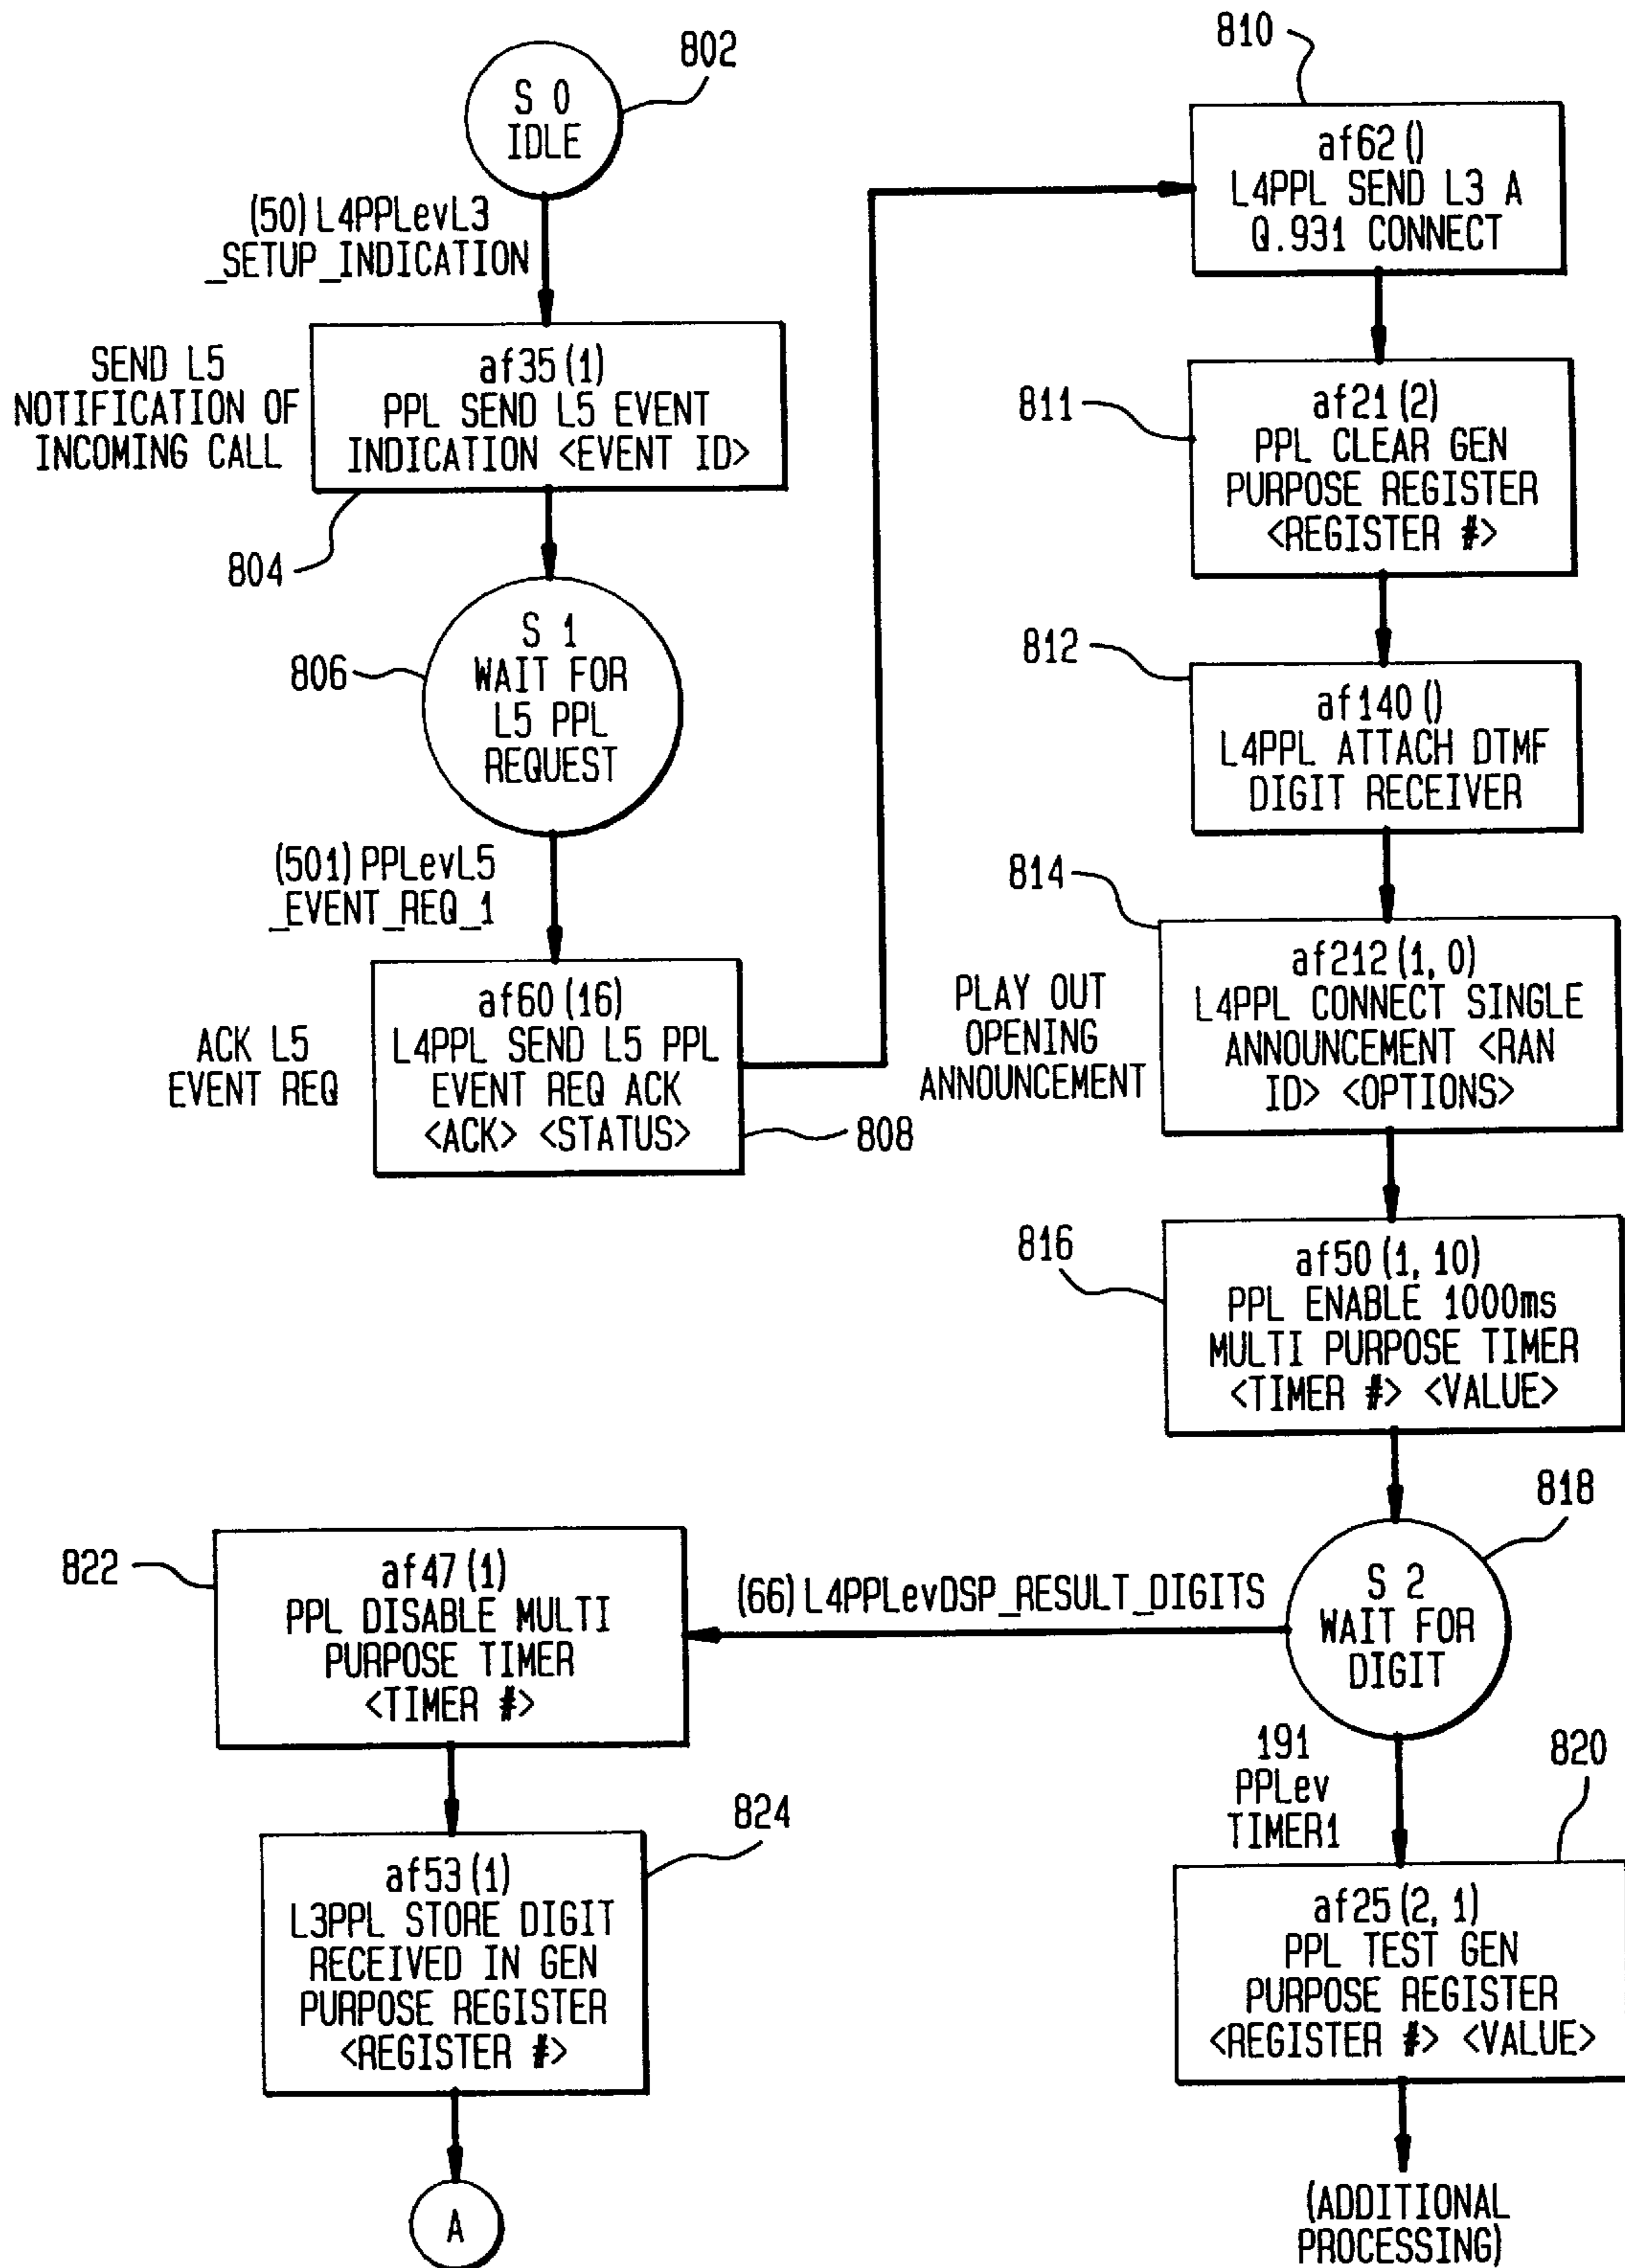 802
S 0
IDLE
(50) L4PPLevL3
_SETUP_INDICATION
SEND L5
NOTIFICATION OF
INCOMING CALL
af35 (1)
PPL SEND L5 EVENT
INDICATION <EVENT ID>
804
806
S 1
WAIT FOR
L5 PPL
REQUEST
(501) PPLevL5
_EVENT_REQ_1
ACK L5
EVENT REQ
af60 (16)
L4PPL SEND L5 PPL
EVENT REQ ACK
<ACK> <STATUS>
808
810
af62 ()
L4PPL SEND L3 A
Q.931 CONNECT
811
af21 (2)
PPL CLEAR GEN
PURPOSE REGISTER
<REGISTER #>
812
af140 ()
L4PPL ATTACH DTMF
DIGIT RECEIVER
814
PLAY OUT
OPENING
ANNOUNCEMENT
af212 (1, 0)
L4PPL CONNECT SINGLE
ANNOUNCEMENT <RAN
ID> <OPTIONS>
816
af50 (1, 10)
PPL ENABLE 1000ms
MULTI PURPOSE TIMER
<TIMER #> <VALUE>
818
S 2
WAIT FOR
DIGIT
(66) L4PPLevDSP_RESULT_DIGITS
822
af47 (1)
PPL DISABLE MULTI
PURPOSE TIMER
<TIMER #>
824
af53 (1)
L3PPL STORE DIGIT
RECEIVED IN GEN
PURPOSE REGISTER
<REGISTER #>
A
191
PPLev
TIMER1
820
af25 (2, 1)
PPL TEST GEN
PURPOSE REGISTER
<REGISTER #> <VALUE>
(ADDITIONAL
PROCESSING)